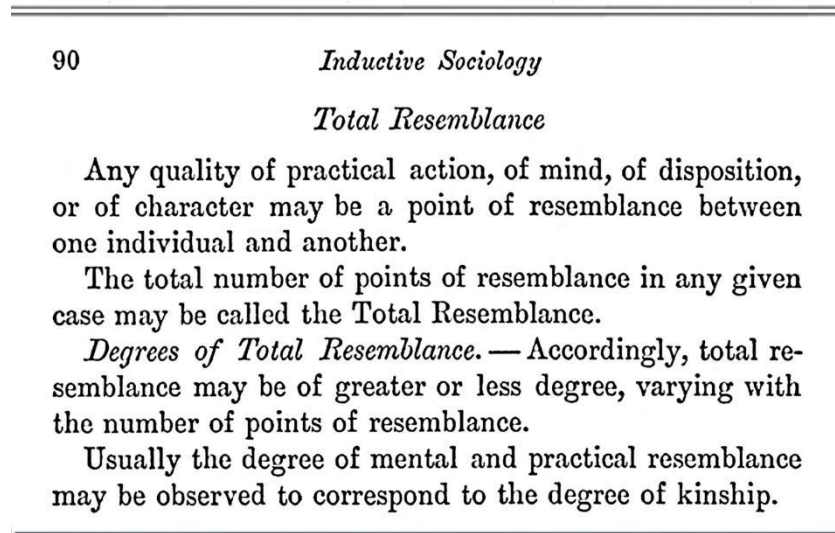 90 Inductive Sociology
Total Resemblance
Any quality of practical action, of mind, of disposition,
or of character may be a point of resemblance between
one individual and another.
The total number of points of resemblance in any given
case may be called the Total Resemblance.
Degrees of Total Resemblance. — Accordingly, total re-
semblance may be of greater or less degree, varying with
the number of points of resemblance.
Usually the degree of mental and practical resemblance
may be observed to correspond to the degree of kinship.